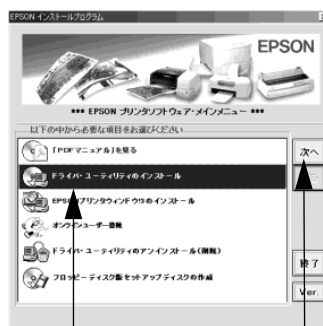 EPSON インストールプログラム
EPSON
*** EPSON プリンタソフトウェア・メインメニュー ***
以下の中から必要な項目をお選びください
「PDFマニュアル」を見る
ドライバ・ユーティリティのインストール
EPSONプリンタウィンドウ!3のインストール
オンラインユーザー登録
ドライバ・ユーティリティのアンインストール(削除)
フロッピーディスク版セットアップディスクの作成
次へ
終了
Ver.